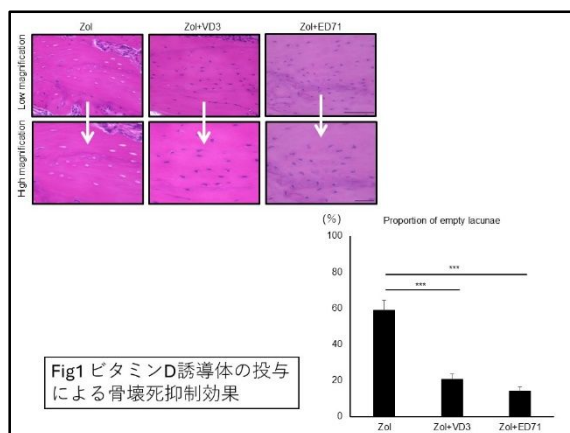 Zol
Zol+VD3
Zol+ED71
Low magnification
High magnification
(%)
Proportion of empty lacunae
100
80
60
40
20
0
***
***
Zol
Zol+VD3
Zol+ED71
Fig1 ビタミンD誘導体の投与
による骨壊死抑制効果